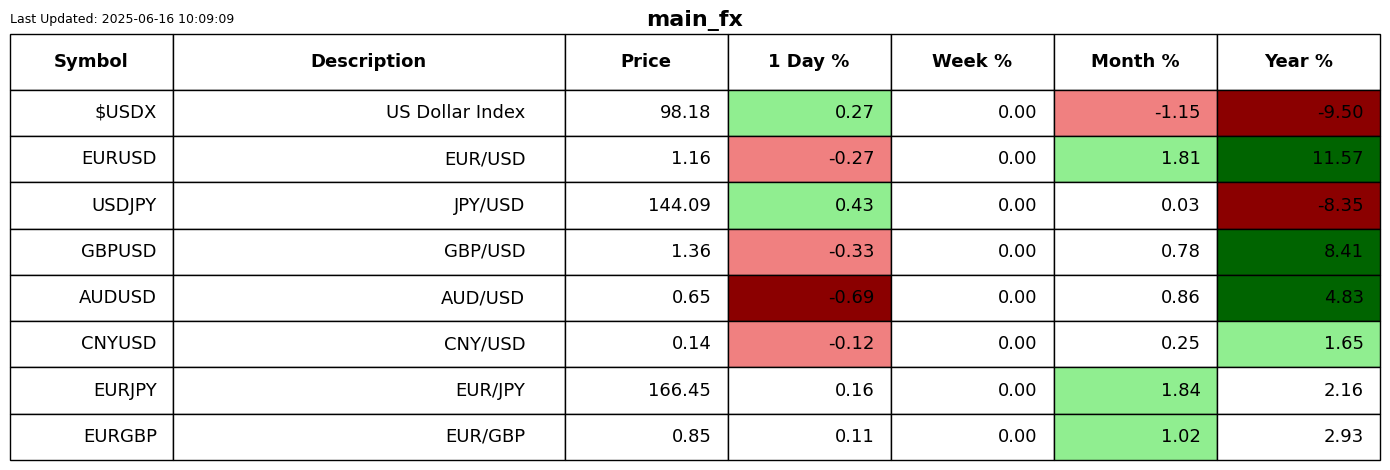 Last Updated: 2025-06-16 10:09:09
main_fx
Symbol Description Price 1 Day % Week % Month % Year %
$USDX US Dollar Index 98.18 0.27 0.00 -1.15 -9.50
EURUSD EUR/USD 1.16 -0.27 0.00 1.81 11.57
USDJPY JPY/USD 144.09 0.43 0.00 0.03 -8.35
GBPUSD GBP/USD 1.36 -0.33 0.00 0.78 8.41
AUDUSD AUD/USD 0.65 -0.69 0.00 0.86 4.83
CNYUSD CNY/USD 0.14 -0.12 0.00 0.25 1.65
EURJPY EUR/JPY 166.45 0.16 0.00 1.84 2.16
EURGBP EUR/GBP 0.85 0.11 0.00 1.02 2.93